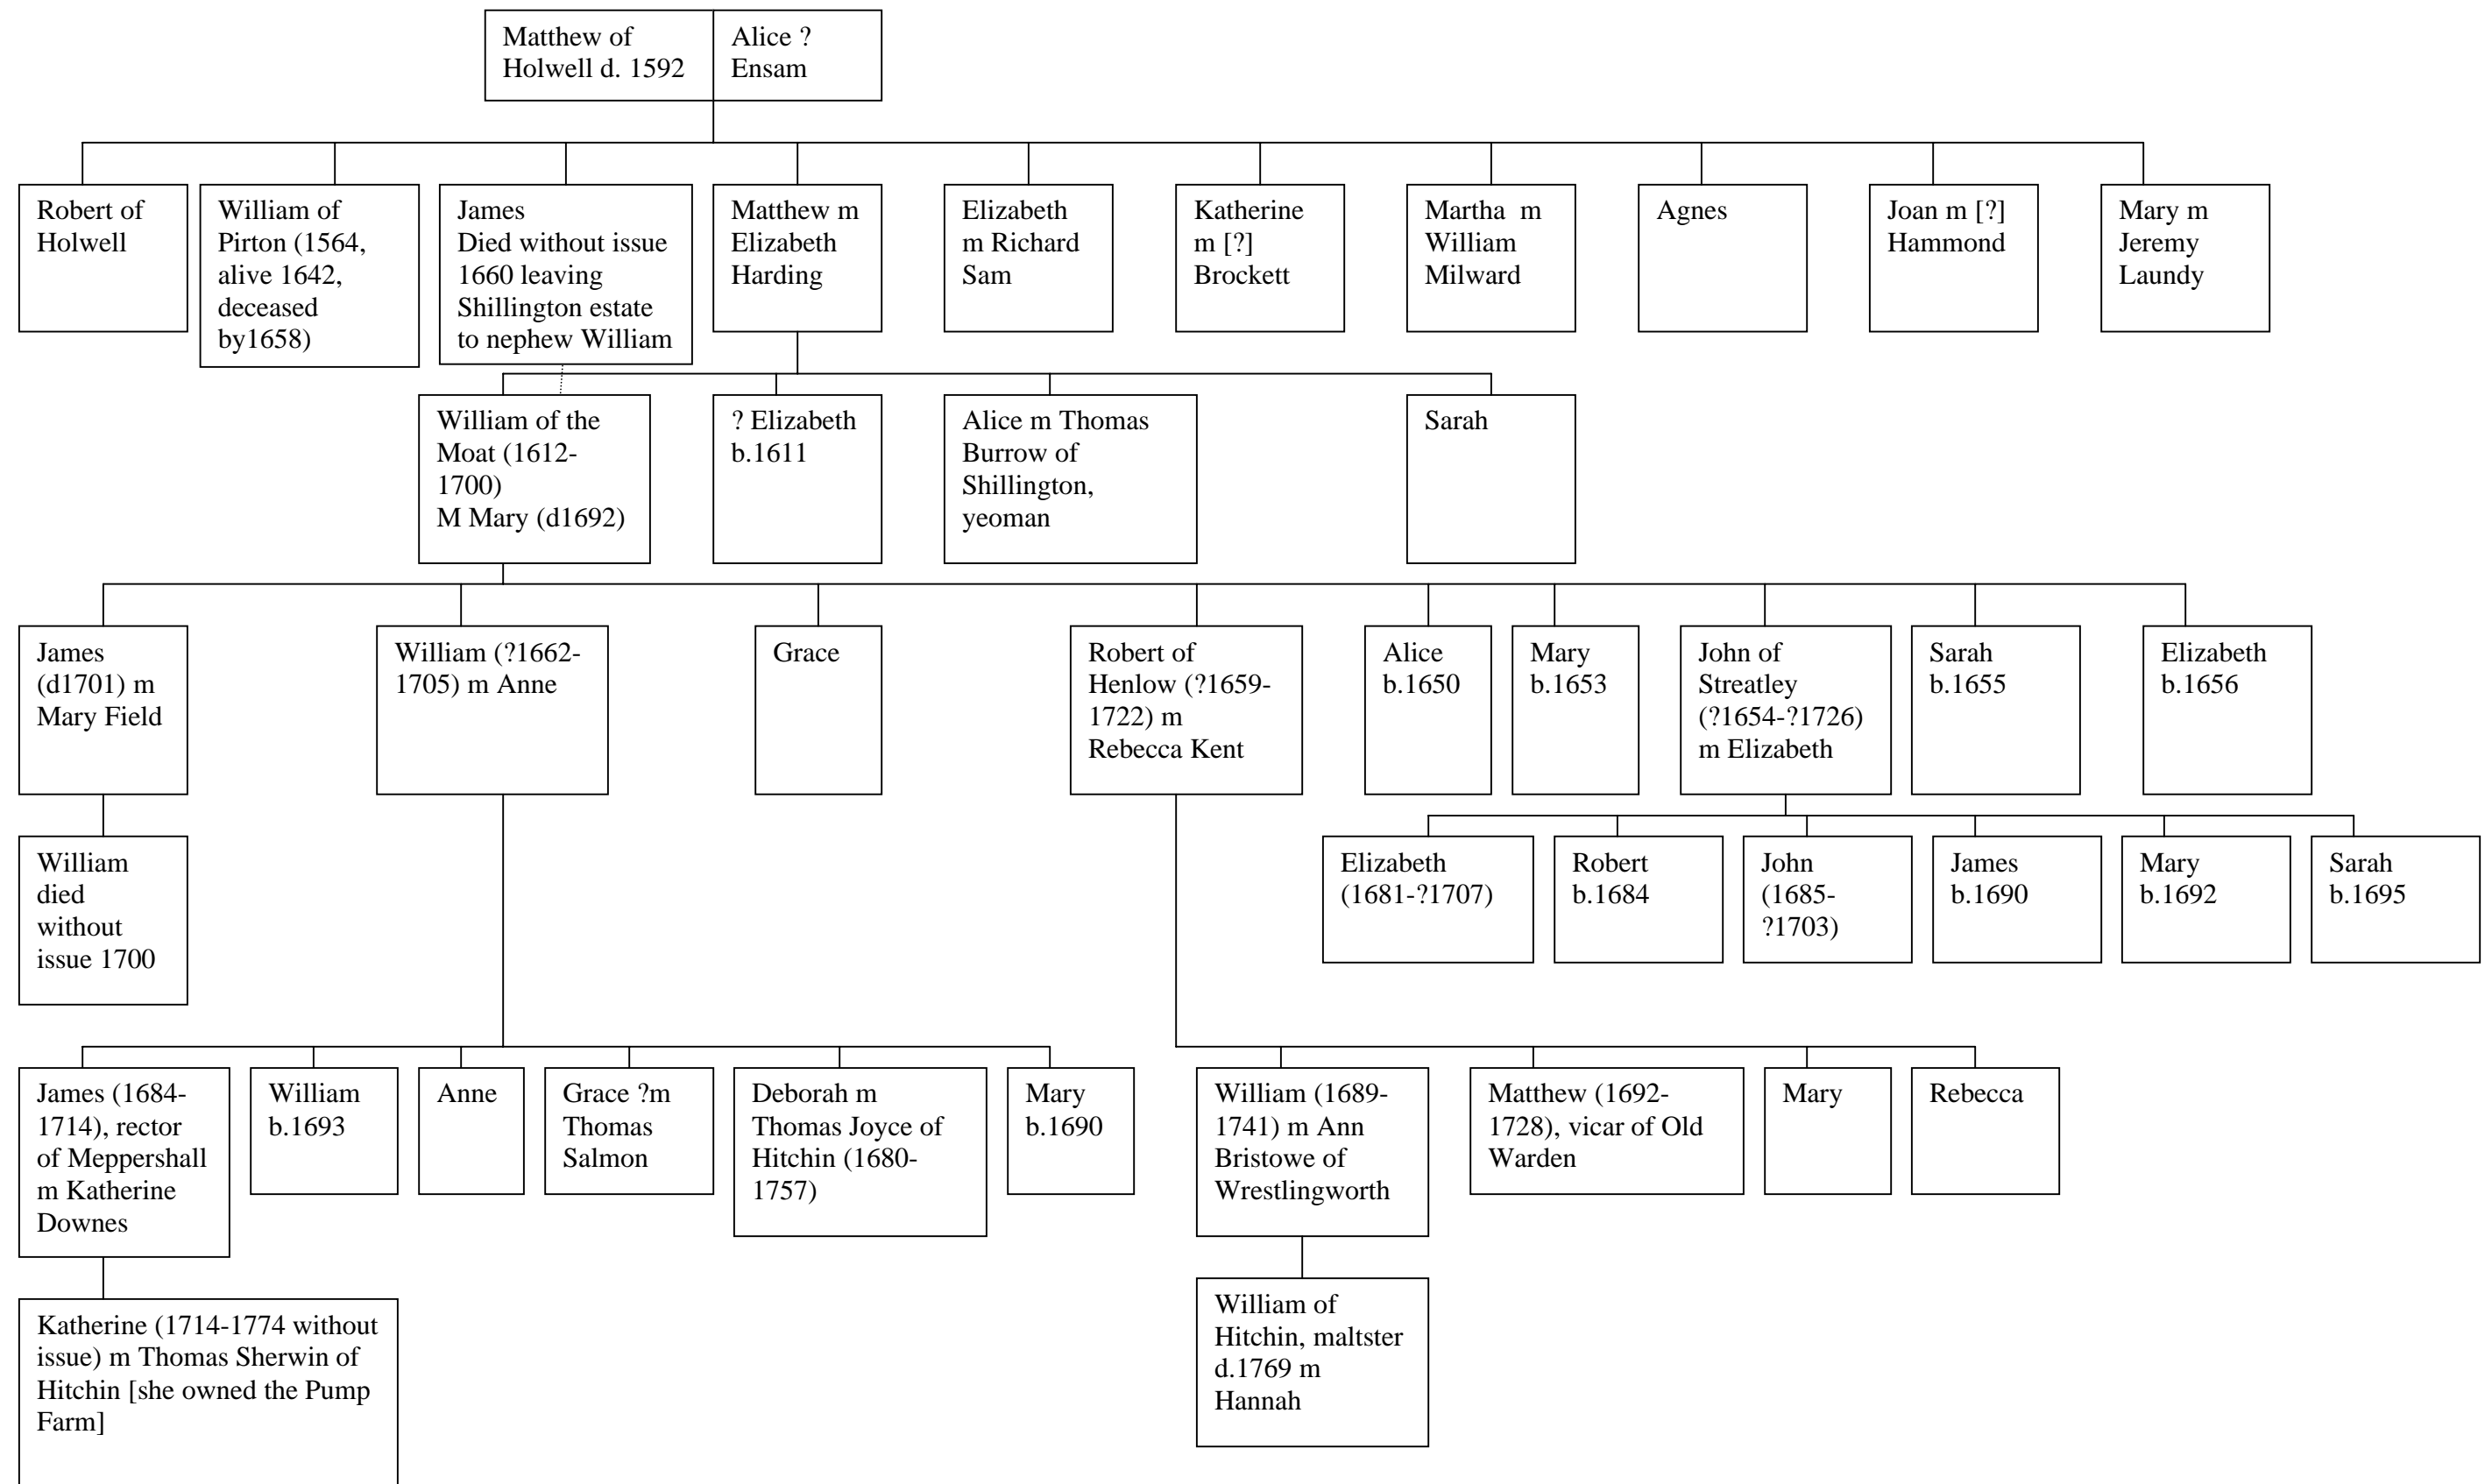 Matthew of
Holwell d. 1592
Alice ?
Ensam
Robert of
Holwell
William of
Pirton (1564,
alive 1642,
deceased
by1658)
James
Died without issue
1660 leaving
Shillington estate
to nephew William
Matthew m
Elizabeth
Harding
Elizabeth
m Richard
Sam
Katherine
m [?]
Brockett
Martha  m
William
Milward
Agnes
Joan m [?]
Hammond
Mary m
Jeremy
Laundy
William of the
Moat (1612-
1700)
M Mary (d1692)
? Elizabeth
b.1611
Alice m Thomas
Burrow of
Shillington,
yeoman
Sarah
James
(d1701) m
Mary Field
William (?1662-
1705) m Anne
Grace
Robert of
Henlow (?1659-
1722) m
Rebecca Kent
Alice
b.1650
Mary
b.1653
John of
Streatley
(?1654-?1726)
m Elizabeth
Sarah
b.1655
Elizabeth
b.1656
William
died
without
issue 1700
Elizabeth
(1681-?1707)
Robert
b.1684
John
(1685-
?1703)
James
b.1690
Mary
b.1692
Sarah
b.1695
James (1684-
1714), rector
of Meppershall
m Katherine
Downes
William
b.1693
Anne
Grace ?m
Thomas
Salmon
Deborah m
Thomas Joyce of
Hitchin (1680-
1757)
Mary
b.1690
William (1689-
1741) m Ann
Bristowe of
Wrestlingworth
Matthew (1692-
1728), vicar of Old
Warden
Mary
Rebecca
Katherine (1714-1774 without
issue) m Thomas Sherwin of
Hitchin [she owned the Pump
Farm]
William of
Hitchin, maltster
d.1769 m
Hannah